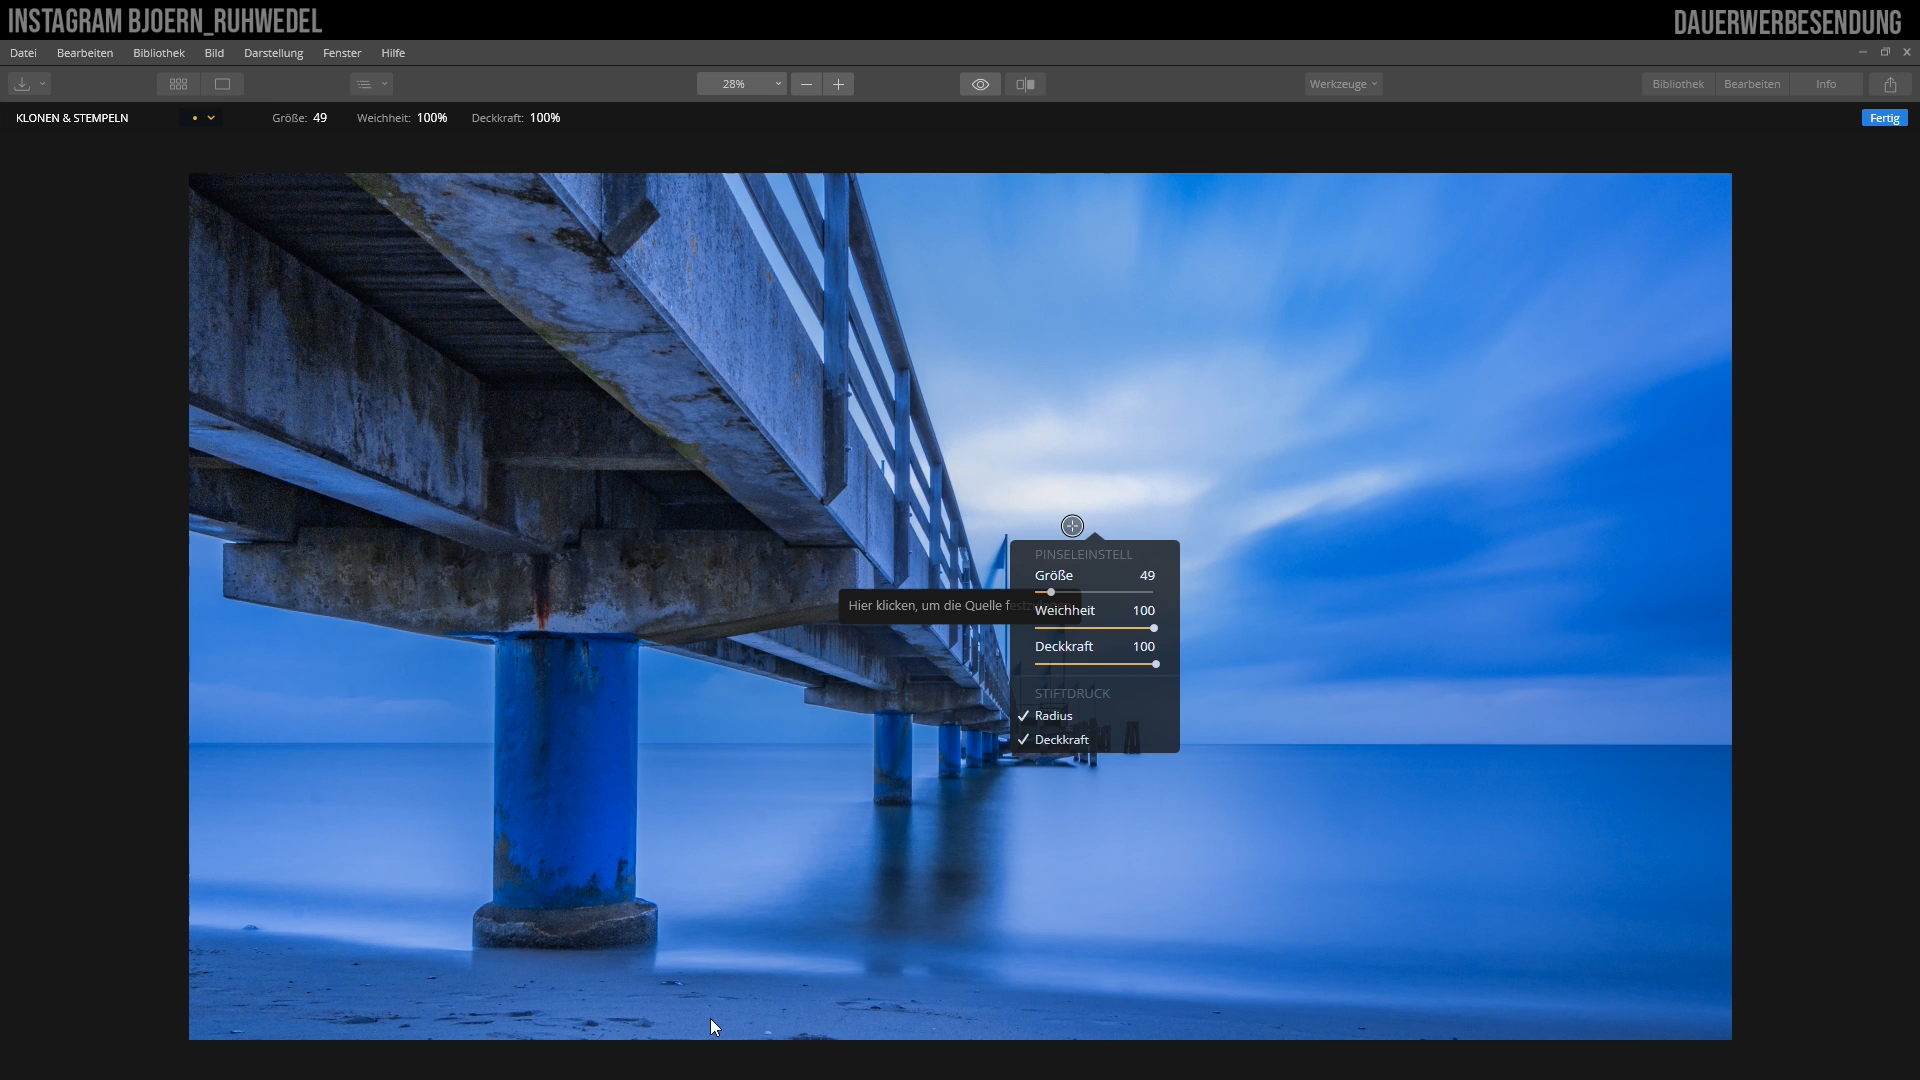 INSTAGRAM BJOERN_RUHWEDEL
DAUERWERBESENDUNG
Datei Bearbeiten Bibliothek Bild Darstellung Fenster Hilfe
28% Werkzeuge Bibliothek Bearbeiten Info
KLONEN & STEMPELN Größe: 49 Weichheit: 100% Deckkraft: 100% Fertig
PINSELEINSTELL
Größe 49
Hier klicken, um die Quelle
Weichheit 100
Deckkraft 100
STIFTDRUCK
Radius
Deckkraft